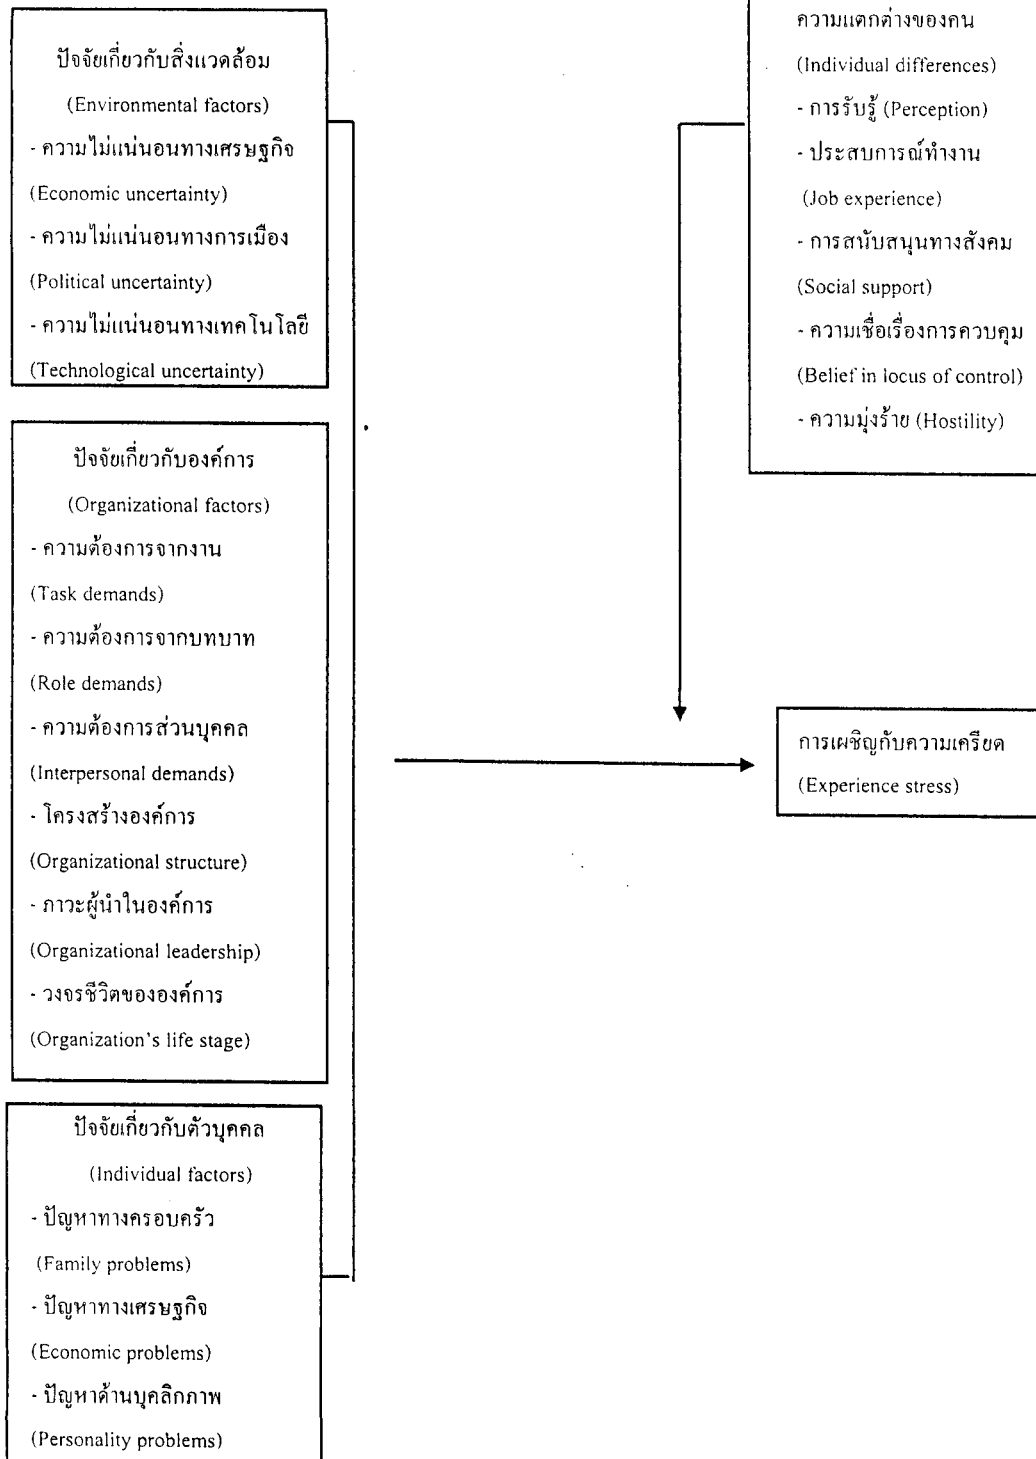 ปัจจัยเกี่ยวกับสิ่งแวดล้อม
(Environmental factors)
- ความไม่แน่นอนทางเศรษฐกิจ
(Economic uncertainty)
- ความไม่แน่นอนทางการเมือง
(Political uncertainty)
- ความไม่แน่นอนทางเทคโนโลยี
(Technological uncertainty)
ปัจจัยเกี่ยวกับองค์การ
(Organizational factors)
- ความต้องการจากงาน
(Task demands)
- ความต้องการจากบทบาท
(Role demands)
- ความต้องการส่วนบุคคล
(Interpersonal demands)
- โครงสร้างองค์การ
(Organizational structure)
- ภาวะผู้นำในองค์การ
(Organizational leadership)
- วงจรชีวิตขององค์การ
(Organization's life stage)
ปัจจัยเกี่ยวกับตัวบุคคล
(Individual factors)
- ปัญหาทางครอบครัว
(Family problems)
- ปัญหาทางเศรษฐกิจ
(Economic problems)
- ปัญหาด้านบุคลิกภาพ
(Personality problems)
ความแตกต่างของคน
(Individual differences)
- การรับรู้ (Perception)
- ประสบการณ์ทำงาน
(Job experience)
- การสนับสนุนทางสังคม
(Social support)
- ความเชื่อเรื่องการควบคุม
(Belief in locus of control)
- ความมุ่งร้าย (Hostility)
การเผชิญกับความเครียด
(Experience stress)